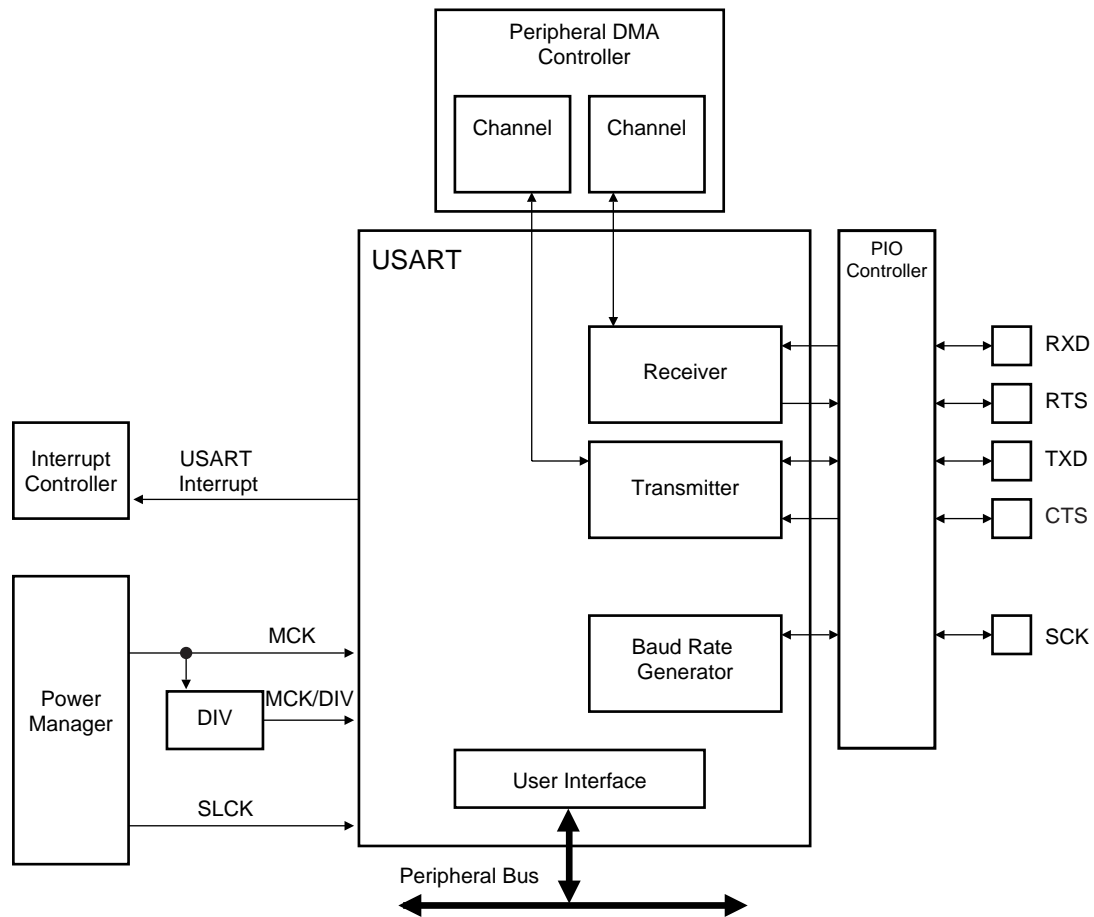 Peripheral DMA
Controller
Channel
Channel
USART
PIO
Controller
RXD
Receiver
RTS
Interrupt
Controller
USART
Interrupt
TXD
Transmitter
CTS
MCK
Baud Rate
Generator
SCK
Power
Manager
DIV
MCK/DIV
User Interface
SLCK
Peripheral Bus